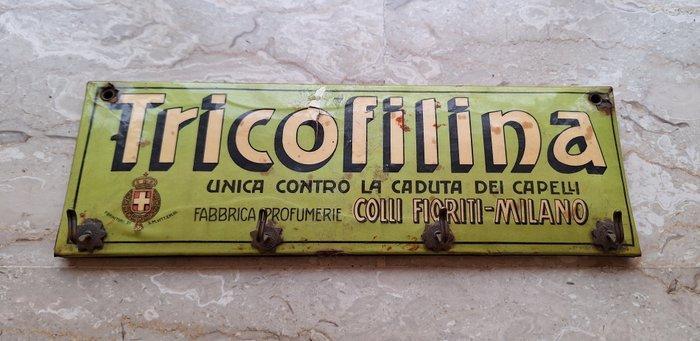 Tricofilina
UNICA CONTRO LA CADUTA DEI CAPELLI
FABBRICA PROFUMERIE COLLI FIORITI-MILANO